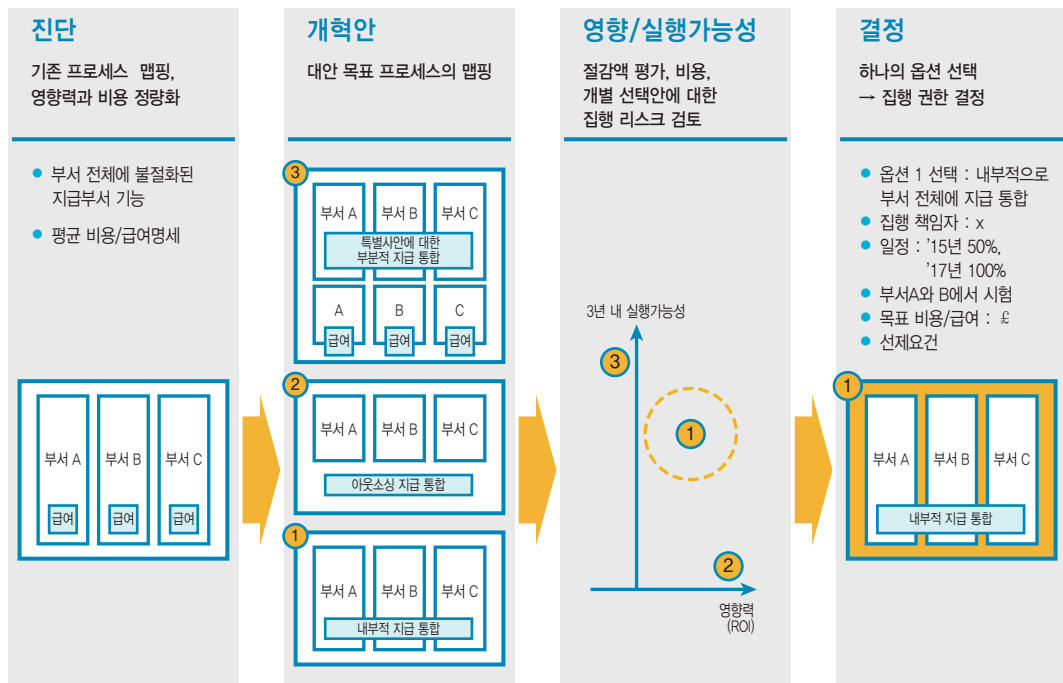 진단
기존 프로세스 맵핑,
영향력과 비용 정량화
● 부서 전체에 불절화된
지급부서 기능
● 평균 비용/급여명세
부서 A
부서 B
부서 C
급여
급여
급여
개혁안
대안 목표 프로세스의 맵핑
3
부서 A
부서 B
부서 C
특별사안에 대한
부분적 지급 통합
A
B
C
급여
급여
급여
2
부서 A
부서 B
부서 C
아웃소싱 지급 통합
1
부서 A
부서 B
부서 C
내부적 지급 통합
영향/실행가능성
절감액 평가, 비용,
개별 선택안에 대한
집행 리스크 검토
3년 내 실행가능성
3
1
2
영향력
(ROI)
결정
하나의 옵션 선택
→ 집행 권한 결정
● 옵션 1 선택 : 내부적으로
부서 전체에 지급 통합
● 집행 책임자 : x
● 일정 : '15년 50%,
'17년 100%
● 부서A와 B에서 시험
● 목표 비용/급여 : £
● 선제요건
1
부서 A
부서 B
부서 C
내부적 지급 통합